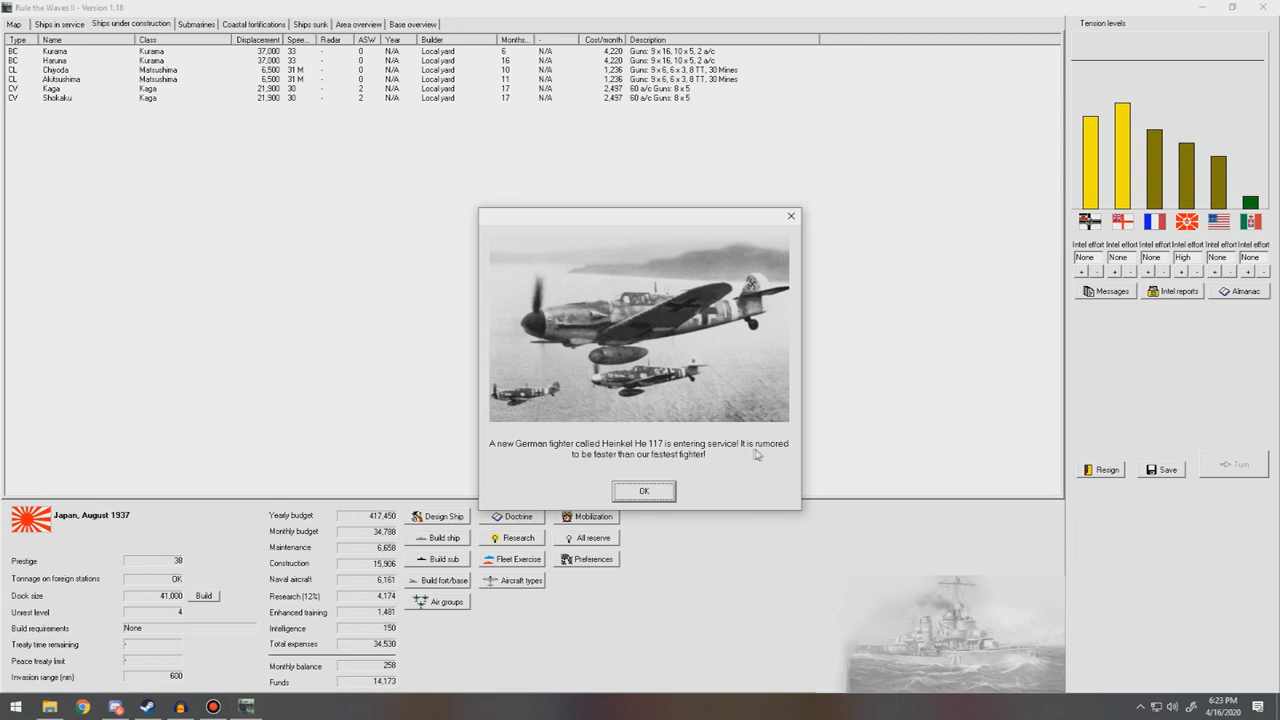 Rule the Waves II - Version 1.18
Map Ships in service Ships under construction Submarines Coastal fortifications Ships sunk Area overview Base overview
Type Name Class Displacement Spee... Radar ASW Year Builder Months... - Cost/month Description
BC Kurama Kurama 37,000 33 - 0 N/A Local yard 6 N/A 4,220 Guns: 9 x 16, 10 x 5, 2 a/c
BC Haruna Kurama 37,000 33 - 0 N/A Local yard 16 N/A 4,220 Guns: 9 x 16, 10 x 5, 2 a/c
CL Chiyoda Matsushima 6,500 31 M - 0 N/A Local yard 10 N/A 1,236 Guns: 9 x 6, 6 x 3, 8 TT, 30 Mines
CL Akitsushima Matsushima 6,500 31 M - 0 N/A Local yard 11 N/A 1,236 Guns: 9 x 6, 6 x 3, 8 TT, 30 Mines
CV Kaga Kaga 21,900 30 - 2 N/A Local yard 17 N/A 2,497 60 a/c Guns: 8 x 5
CV Shokaku Kaga 21,900 30 - 2 N/A Local yard 17 N/A 2,497 60 a/c Guns: 8 x 5
Tension levels
Intel effort Intel effort Intel effort Intel effort Intel effort Intel effort
None None None High None None
+ - + - + - + - + - + -
Messages Intel reports Almanac
A new German fighter called Heinkel He 117 is entering service! It is rumored
to be faster than our fastest fighter!
OK
Resign Save Turn
Japan, August 1937
Prestige 38
Tonnage on foreign stations OK
Dock size 41,000 Build
Unrest level 4
Build requirements None
Treaty time remaining -
Peace treaty limit -
Invasion range (nm) 600
Yearly budget 417,450
Monthly budget 34,788
Maintenance 6,658
Construction 15,906
Naval aircraft 6,161
Research (12%) 4,174
Enhanced training 1,481
Intelligence 150
Total expenses 34,530
Monthly balance 258
Funds 14,173
Design Ship Doctrine Mobilization
Build ship Research All reserve
Build sub Fleet Exercise Preferences
Build fort/base Aircraft types
Air groups
71
6:23 PM
4/16/2020